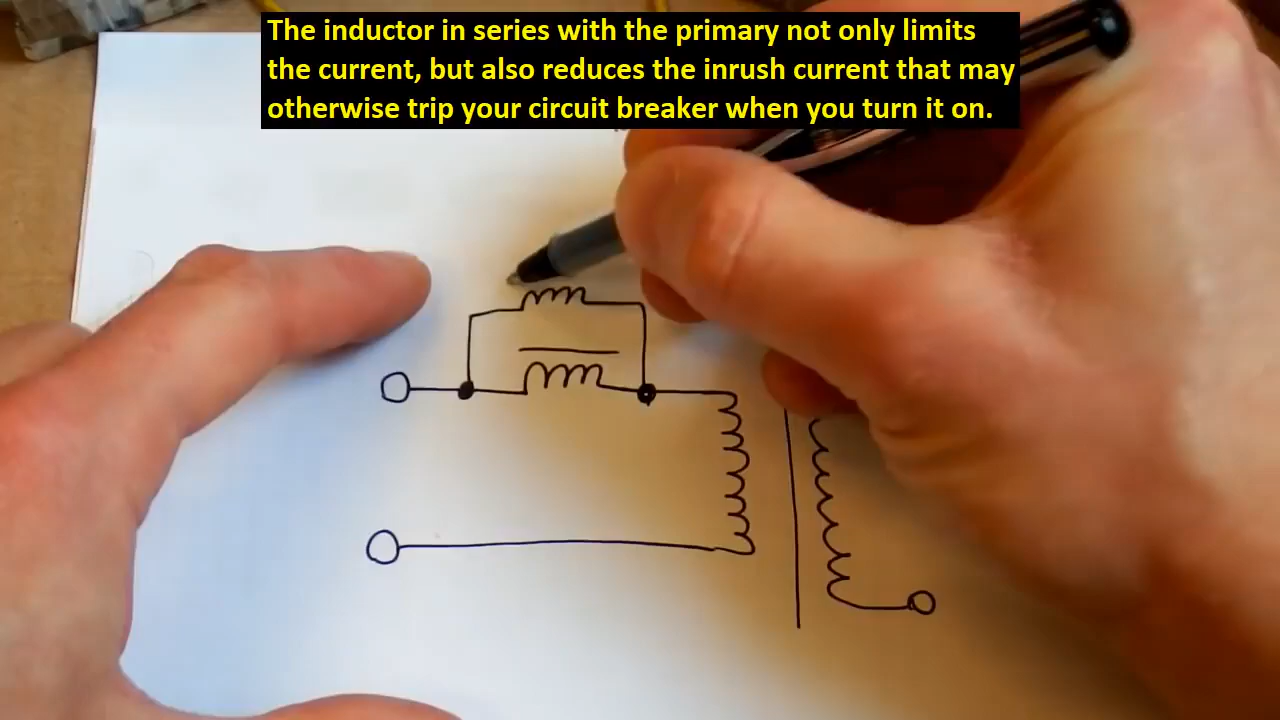 The inductor in series with the primary not only limits
the current, but also reduces the inrush current that may
otherwise trip your circuit breaker when you turn it on.